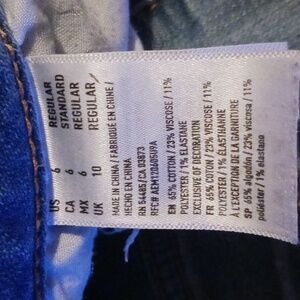 US 6 REGULAR
CA 6 STANDARD
MX 6 REGULAR
UK 10 REGULAR
MADE IN CHINA / FABRIQUÉ EN CHINE /
HECHO EN CHINA
RN 54485/CA 03873
EN 65% COTTON / 23% VISCOSE / 11%
POLYESTER / 1% ELASTANE
EXCLUSIVE OF DECORATION
FR 65% COTON / 23% VISCOSE / 11%
POLYESTER / 1% ÉLASTHANNE
À L'EXCEPTION DE LA GARNITURE
SP 65% algodón / 23% viscosa / 11%
poliéster / 1% elastano